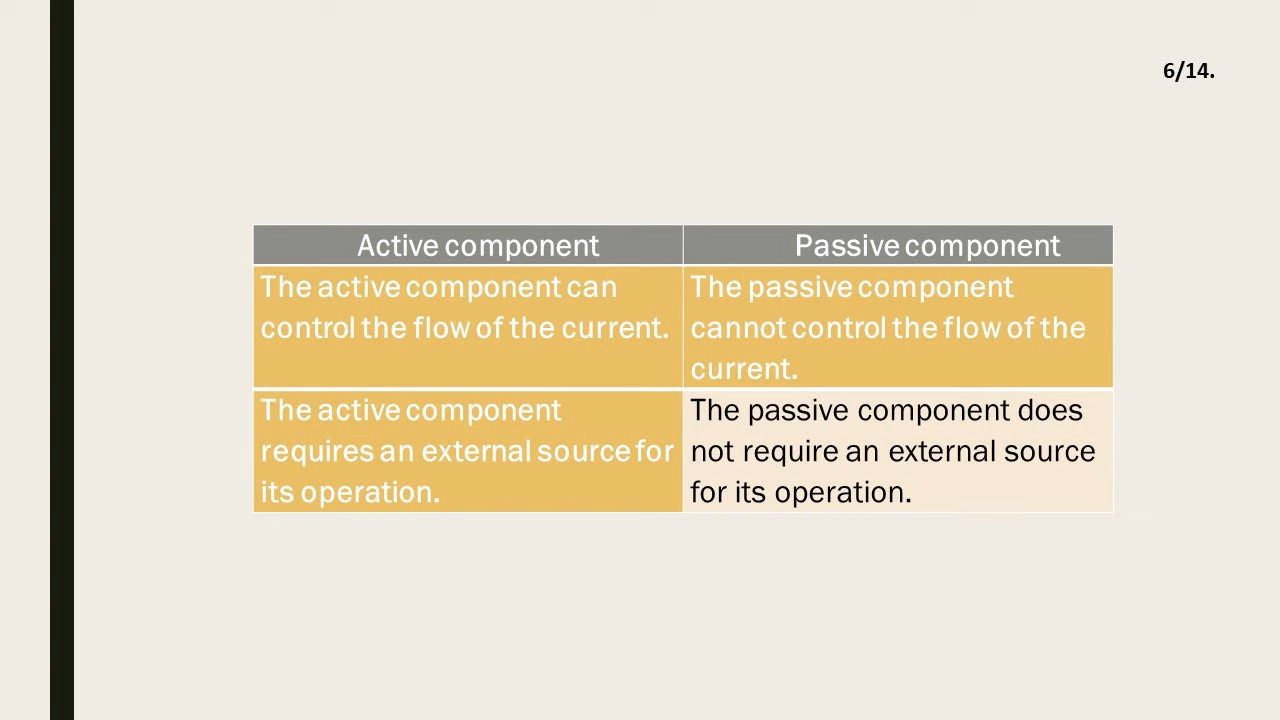 6/14.
Active component
Passive component
The active component can
control the flow of the current.
The passive component
cannot control the flow of the
current.
The active component
requires an external source for
its operation.
The passive component does
not require an external source
for its operation.